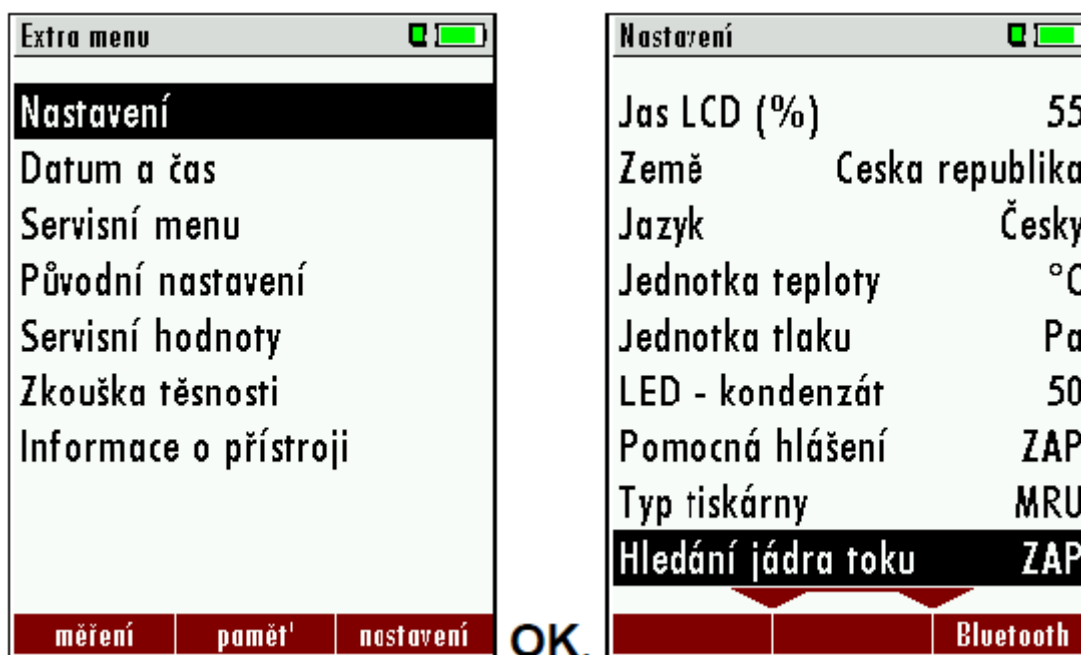 Extra menu
Nastavení
Datum a čas
Servisní menu
Původní nastavení
Servisní hodnoty
Zkouška těsnosti
Informace o přístroji
měření pamět' nastavení
OK.
Nastavení
Jas LCD (%) 55
Země Ceska republika
Jazyk Česky
Jednotka teploty °C
Jednotka tlaku Pa
LED - kondenzát 50
Pomocná hlášení ZAP
Typ tiskárny MRU
Hledání jádra toku ZAP
Bluetooth